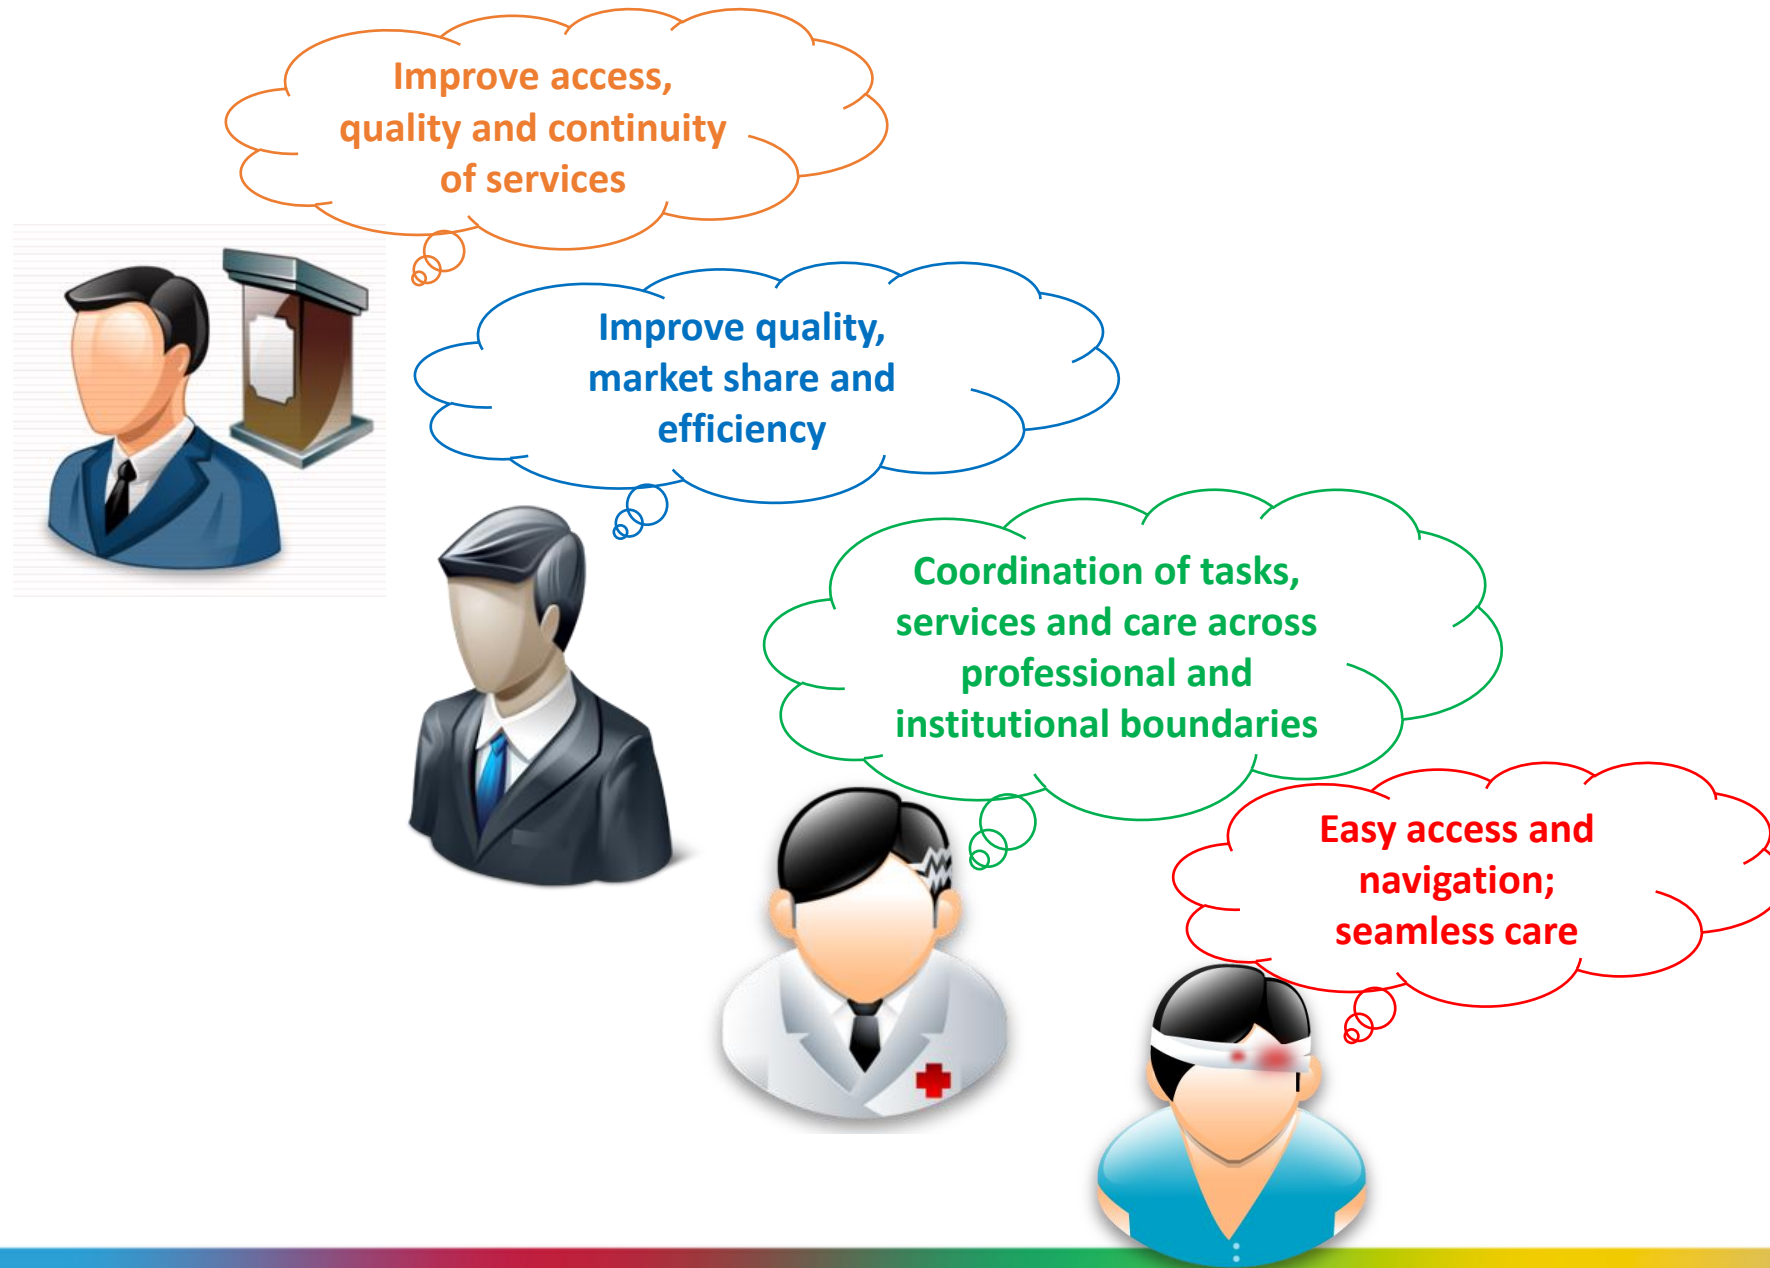 Improve access,
quality and continuity
of services
Improve quality,
market share and
efficiency
Coordination of tasks,
services and care across
professional and
institutional boundaries
Easy access and
navigation;
seamless care